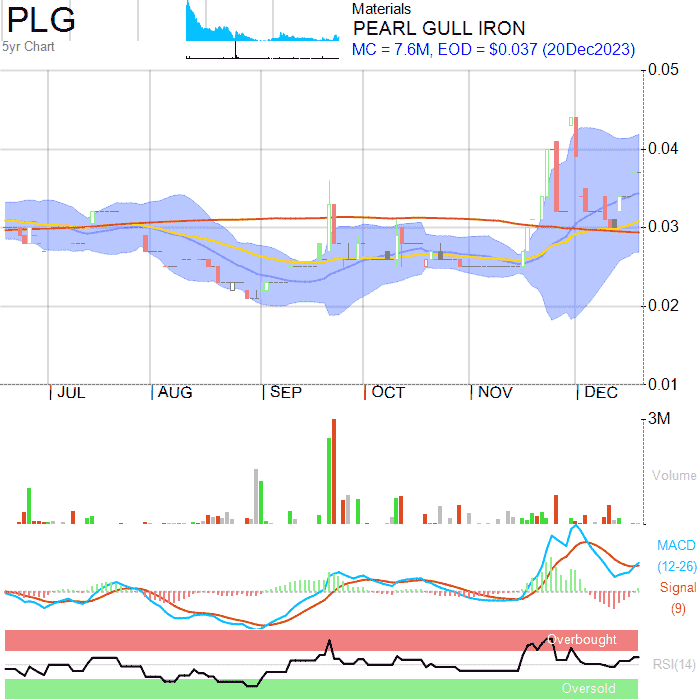 PLG
5yr Chart
Materials
PEARL GULL IRON
MC = 7.6M, EOD = $0.037 (20Dec2023)
0.05
0.04
0.03
0.02
0.01
JUL AUG SEP OCT NOV DEC
3M
Volume
MACD
(12-26)
Signal
(9)
Overbought
RSI(14)
Oversold